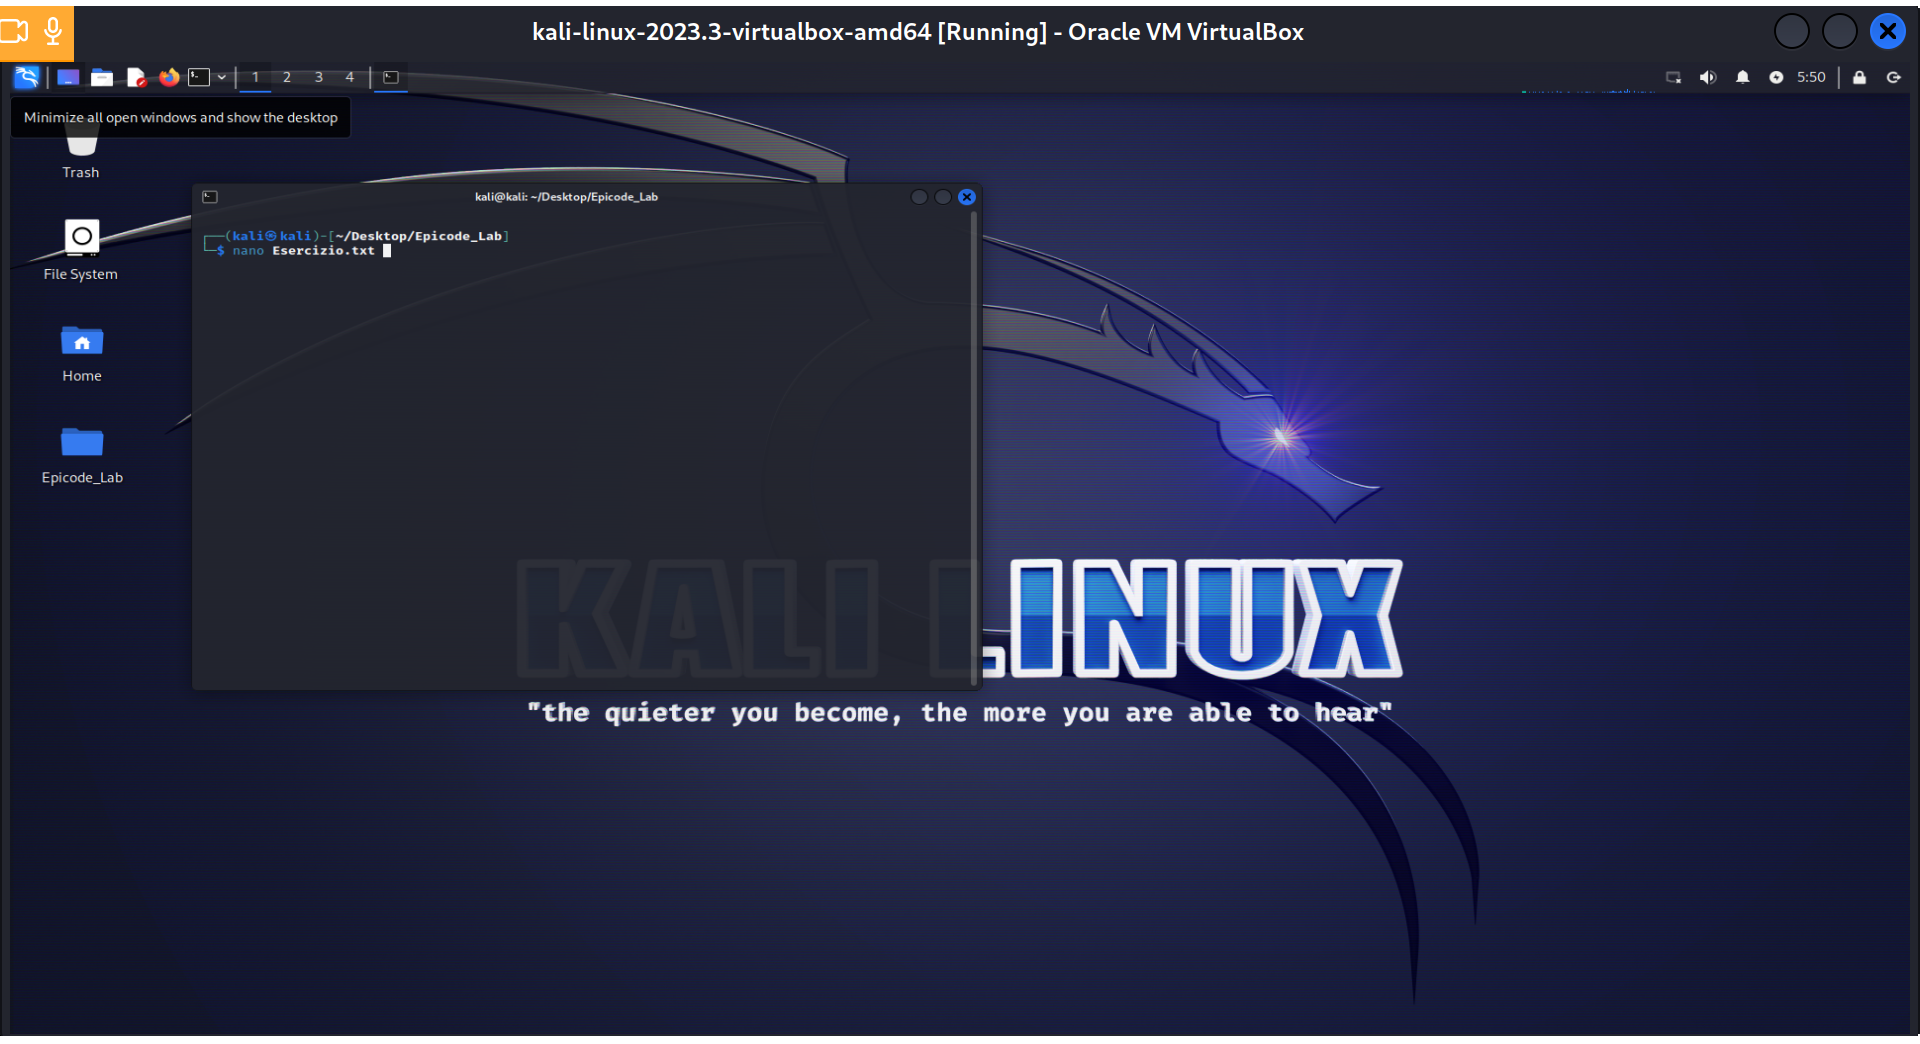 kali-linux-2023.3-virtualbox-amd64 [Running] - Oracle VM VirtualBox
1 2 3 4
5:50
Minimize all open windows and show the desktop
Trash
kali@kali: ~/Desktop/Epicode_Lab
(kali㉿kali)-[~/Desktop/Epicode_Lab]
$ nano Esercizio.txt
File System
Home
Epicode_Lab
KALI LINUX
"the quieter you become, the more you are able to hear"